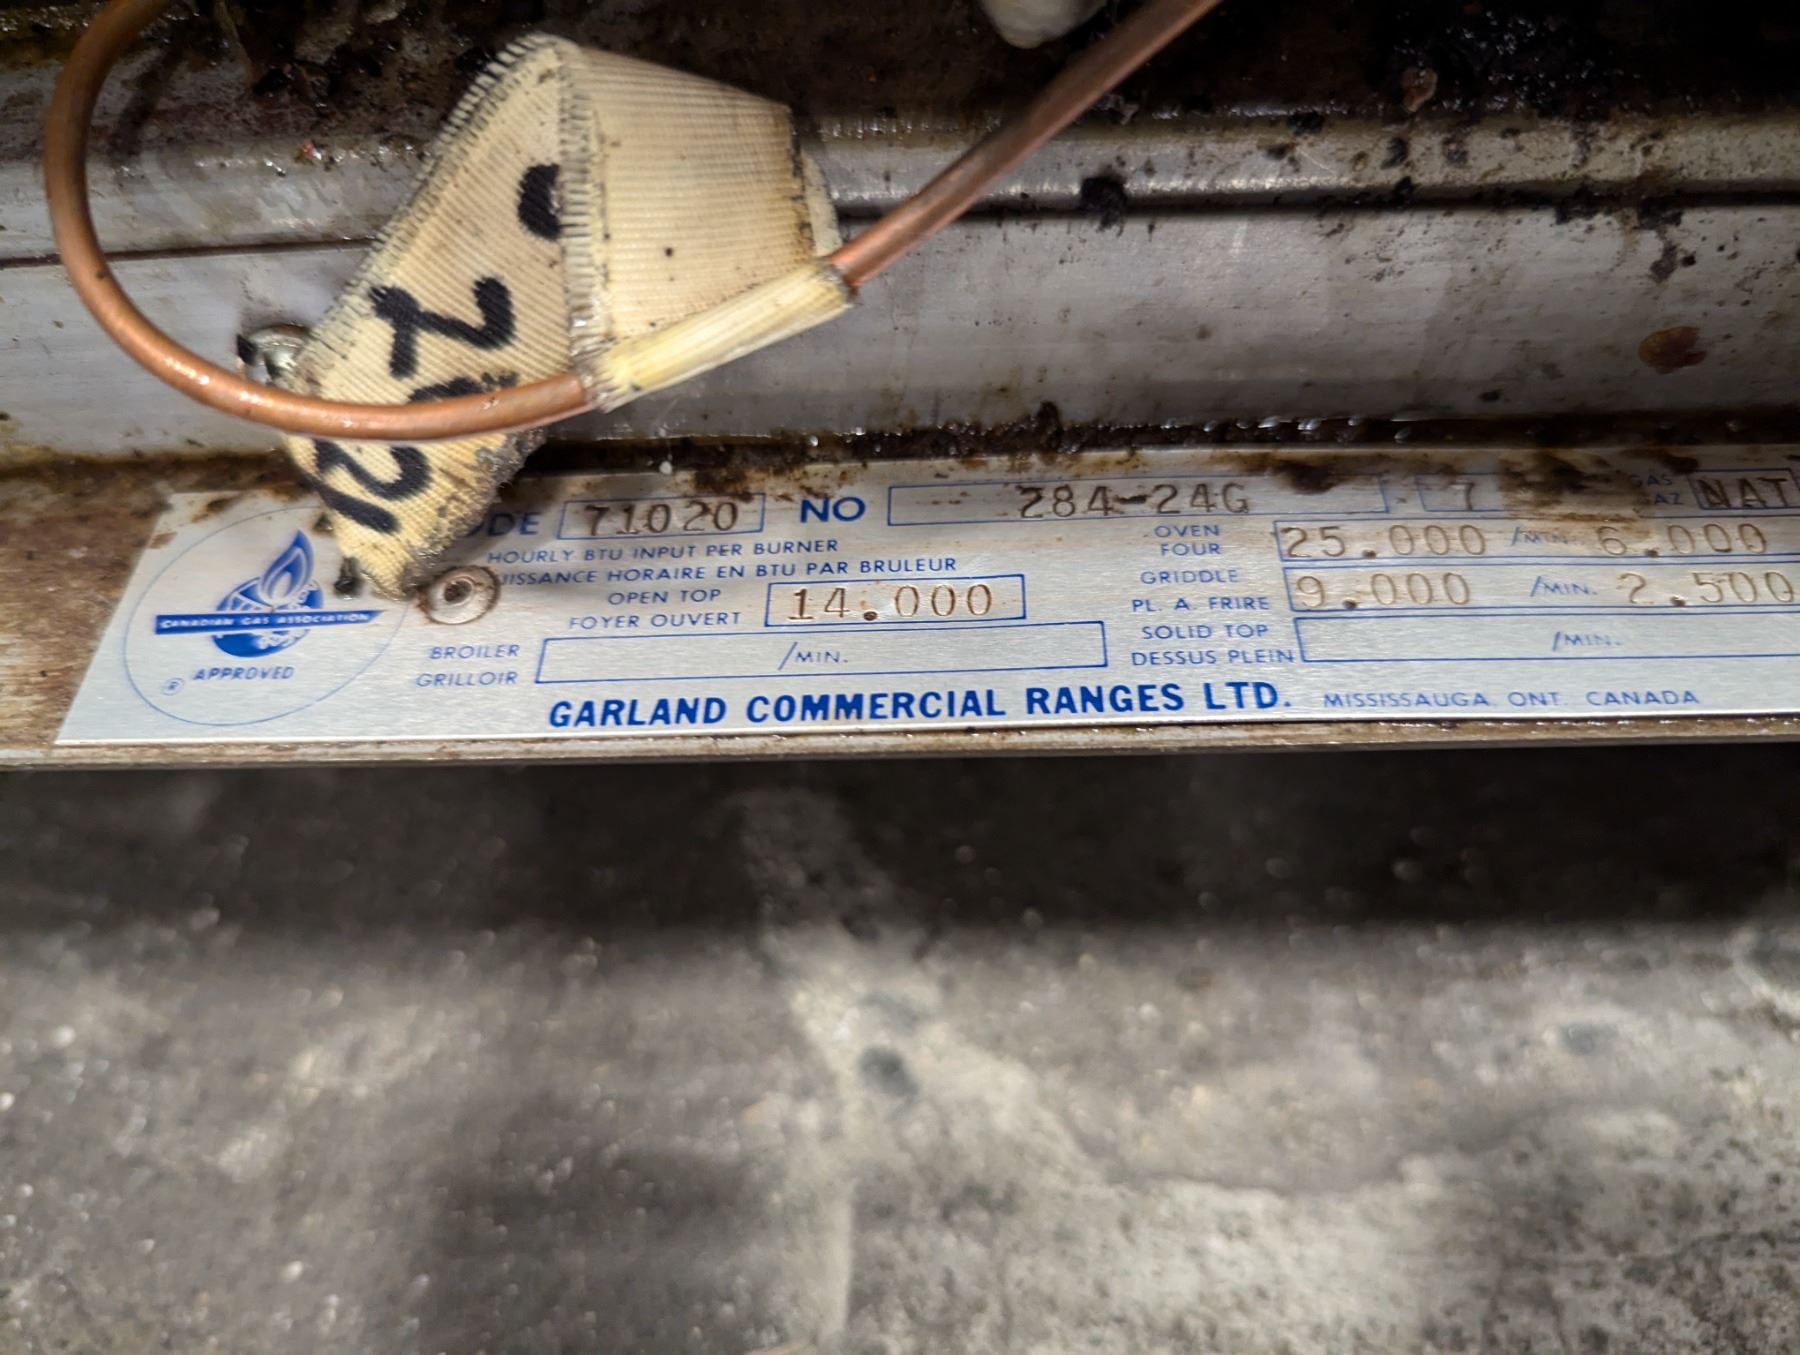 71020 NO 284-24G 7 NAT
HOURLY BTU INPUT PER BURNER
PUISSANCE HORAIRE EN BTU PAR BRULEUR
OPEN TOP
FOYER OUVERT 14.000
BROILER
GRILLOIR /MIN.
OVEN
FOUR 25.000 /MIN. 6.000
GRIDDLE
PL. A. FRIRE 9.000 /MIN. 2.500
SOLID TOP
DESSUS PLEIN /MIN.
CANADIAN GAS ASSOCIATION
® APPROVED
GARLAND COMMERCIAL RANGES LTD. MISSISSAUGA ONT. CANADA